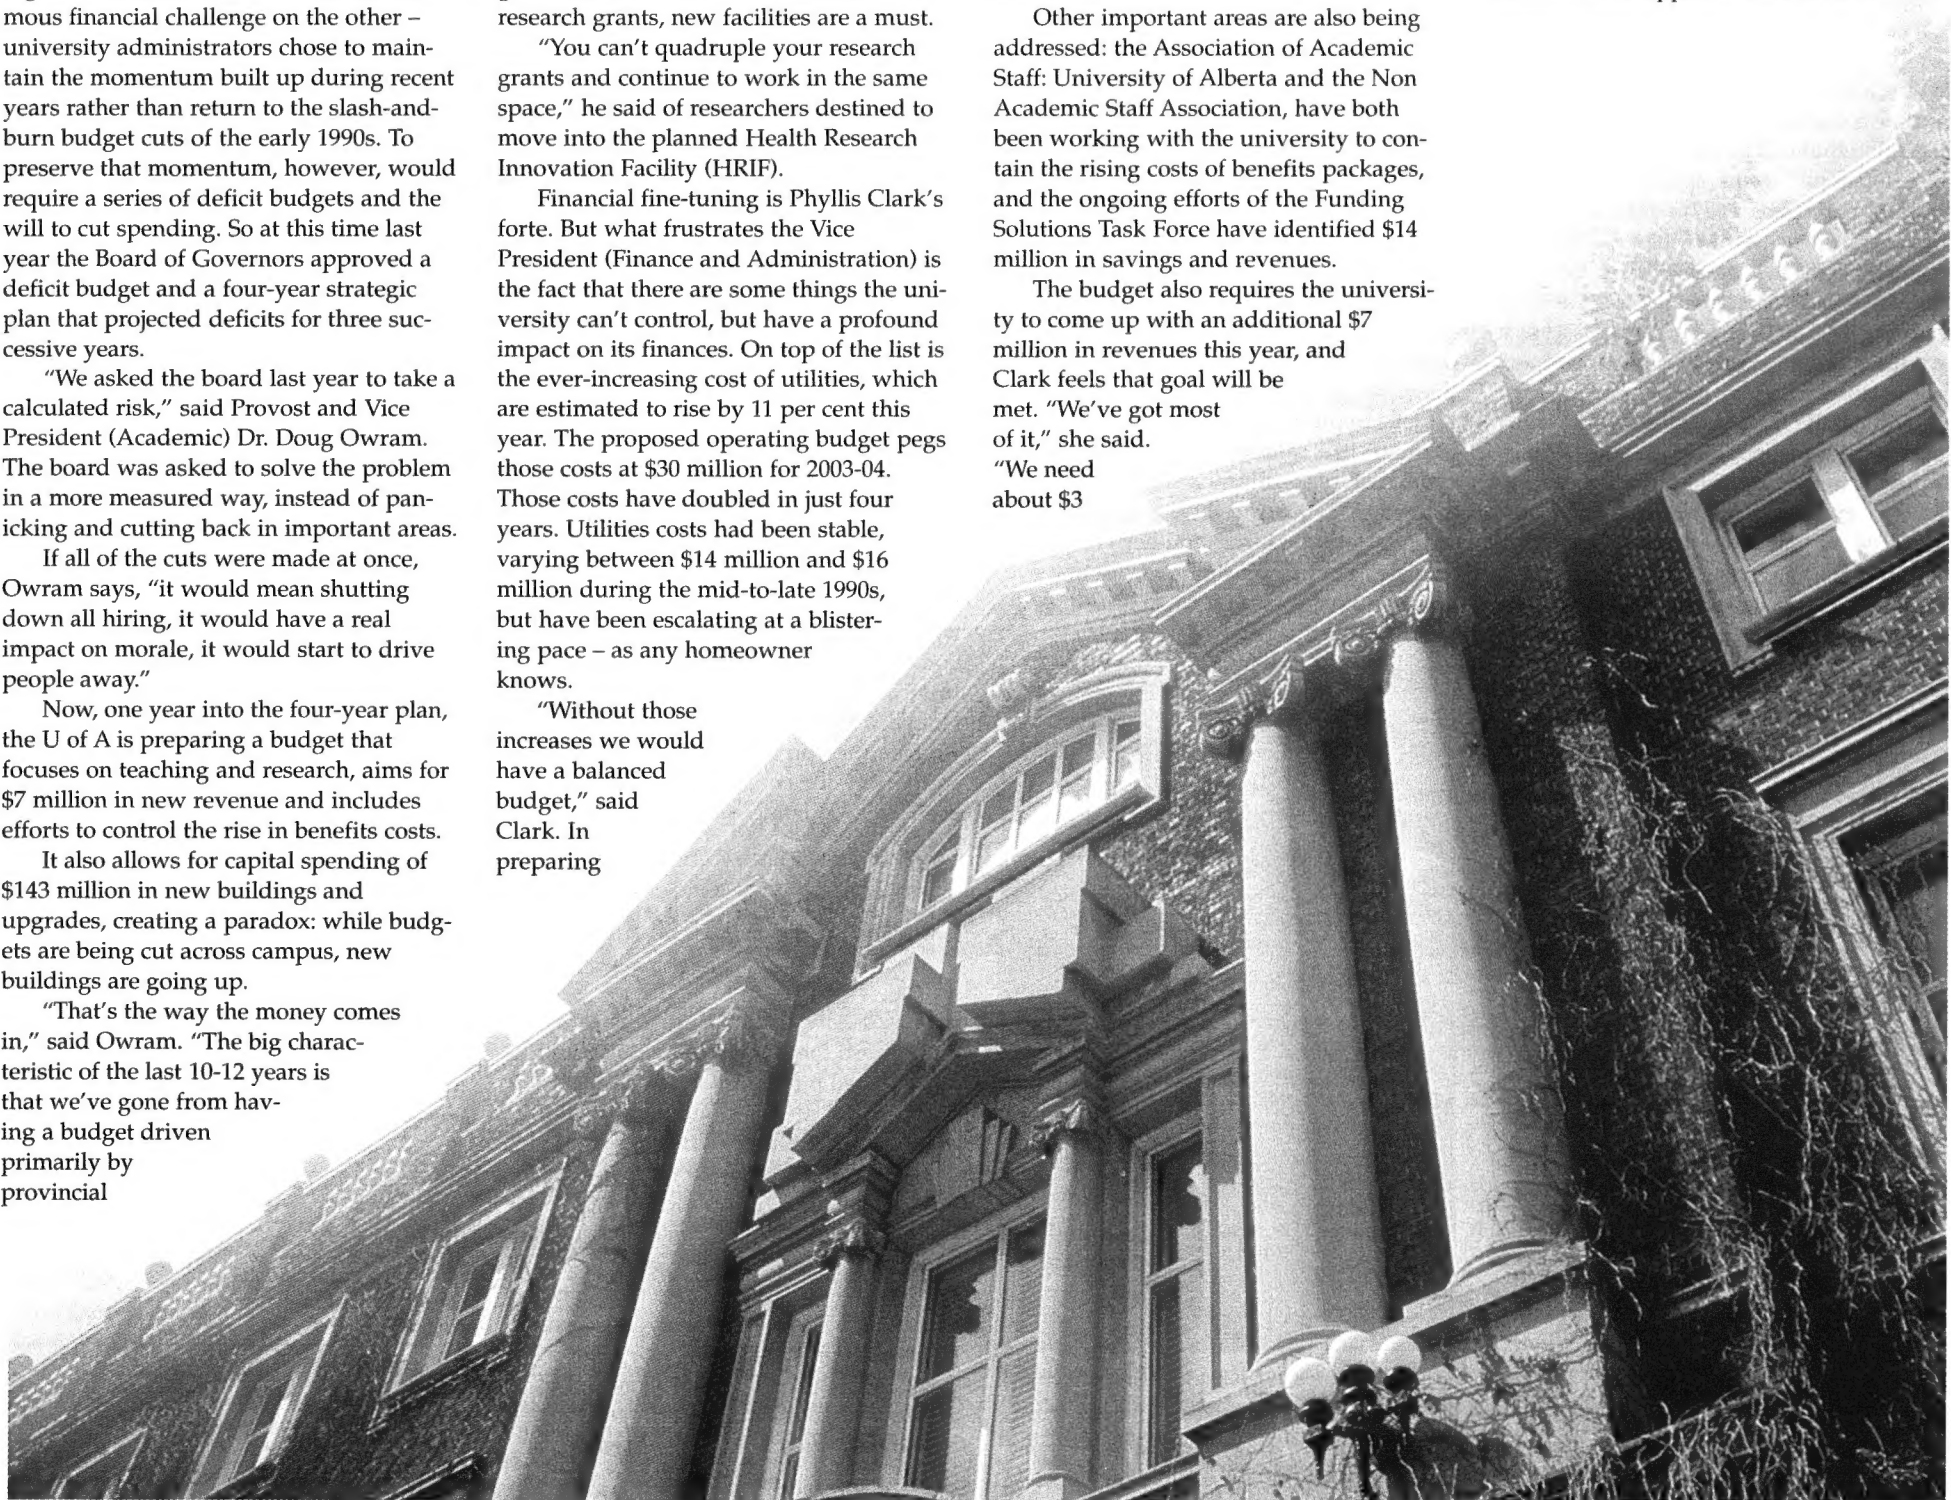 mous financial challenge on the other –
university administrators chose to main-
tain the momentum built up during recent
years rather than return to the slash-and-
burn budget cuts of the early 1990s. To
preserve that momentum, however, would
require a series of deficit budgets and the
will to cut spending. So at this time last
year the Board of Governors approved a
deficit budget and a four-year strategic
plan that projected deficits for three suc-
cessive years.
"We asked the board last year to take a
calculated risk," said Provost and Vice
President (Academic) Dr. Doug Owram.
The board was asked to solve the problem
in a more measured way, instead of pan-
icking and cutting back in important areas.
If all of the cuts were made at once,
Owram says, "it would mean shutting
down all hiring, it would have a real
impact on morale, it would start to drive
people away."
Now, one year into the four-year plan,
the U of A is preparing a budget that
focuses on teaching and research, aims for
$7 million in new revenue and includes
efforts to control the rise in benefits costs.
It also allows for capital spending of
$143 million in new buildings and
upgrades, creating a paradox: while budg-
ets are being cut across campus, new
buildings are going up.
"That's the way the money comes
in," said Owram. "The big charac-
teristic of the last 10-12 years is
that we've gone from hav-
ing a budget driven
primarily by
provincial
research grants, new facilities are a must.
"You can't quadruple your research
grants and continue to work in the same
space," he said of researchers destined to
move into the planned Health Research
Innovation Facility (HRIF).
Financial fine-tuning is Phyllis Clark's
forte. But what frustrates the Vice
President (Finance and Administration) is
the fact that there are some things the uni-
versity can't control, but have a profound
impact on its finances. On top of the list is
the ever-increasing cost of utilities, which
are estimated to rise by 11 per cent this
year. The proposed operating budget pegs
those costs at $30 million for 2003-04.
Those costs have doubled in just four
years. Utilities costs had been stable,
varying between $14 million and $16
million during the mid-to-late 1990s,
but have been escalating at a blister-
ing pace – as any homeowner
knows.
"Without those
increases we would
have a balanced
budget," said
Clark. In
preparing
Other important areas are also being
addressed: the Association of Academic
Staff: University of Alberta and the Non
Academic Staff Association, have both
been working with the university to con-
tain the rising costs of benefits packages,
and the ongoing efforts of the Funding
Solutions Task Force have identified $14
million in savings and revenues.
The budget also requires the universi-
ty to come up with an additional $7
million in revenues this year, and
Clark feels that goal will be
met. "We've got most
of it," she said.
"We need
about $3